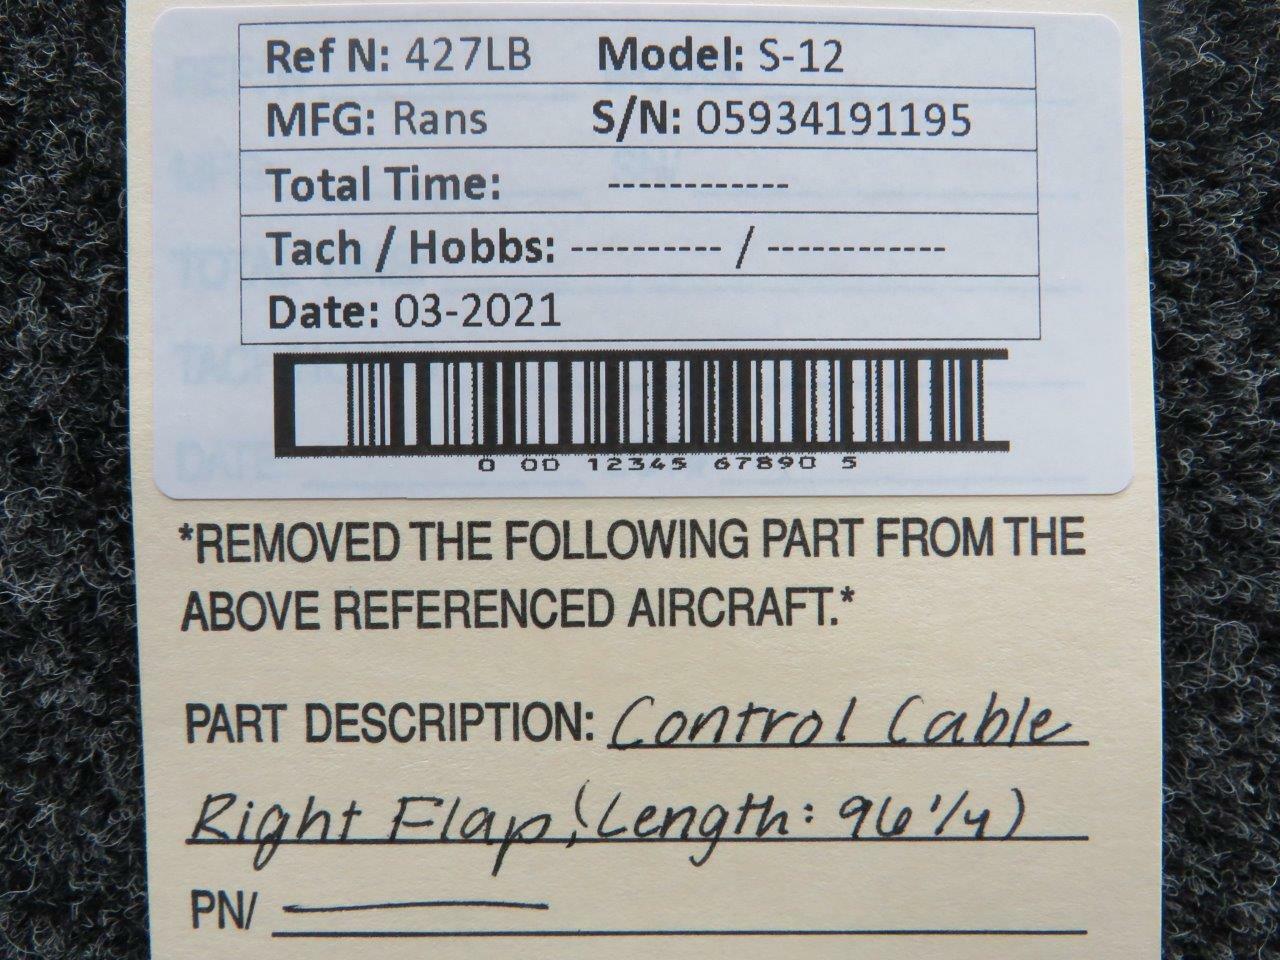 Ref N: 427LB Model: S-12
MFG: Rans S/N: 05934191195
Total Time: ------------
Tach / Hobbs: ---------- / ------------
Date: 03-2021
0 00 12345 67890 5
*REMOVED THE FOLLOWING PART FROM THE
ABOVE REFERENCED AIRCRAFT.*
PART DESCRIPTION: Control Cable
Right Flap, (Length: 96 1/4)
PN/